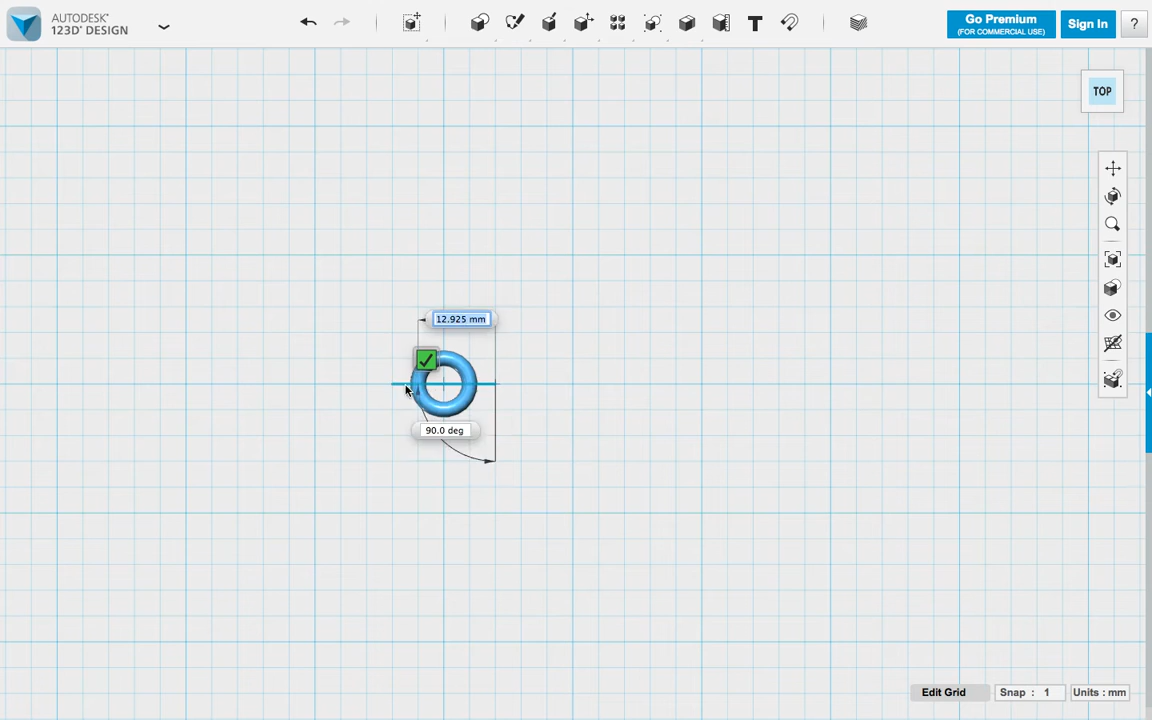 AUTODESK®
123D® DESIGN
Go Premium
(FOR COMMERCIAL USE)
Sign In
?
TOP
12.925 mm
90.0 deg
Edit Grid
Snap : 1
Units : mm